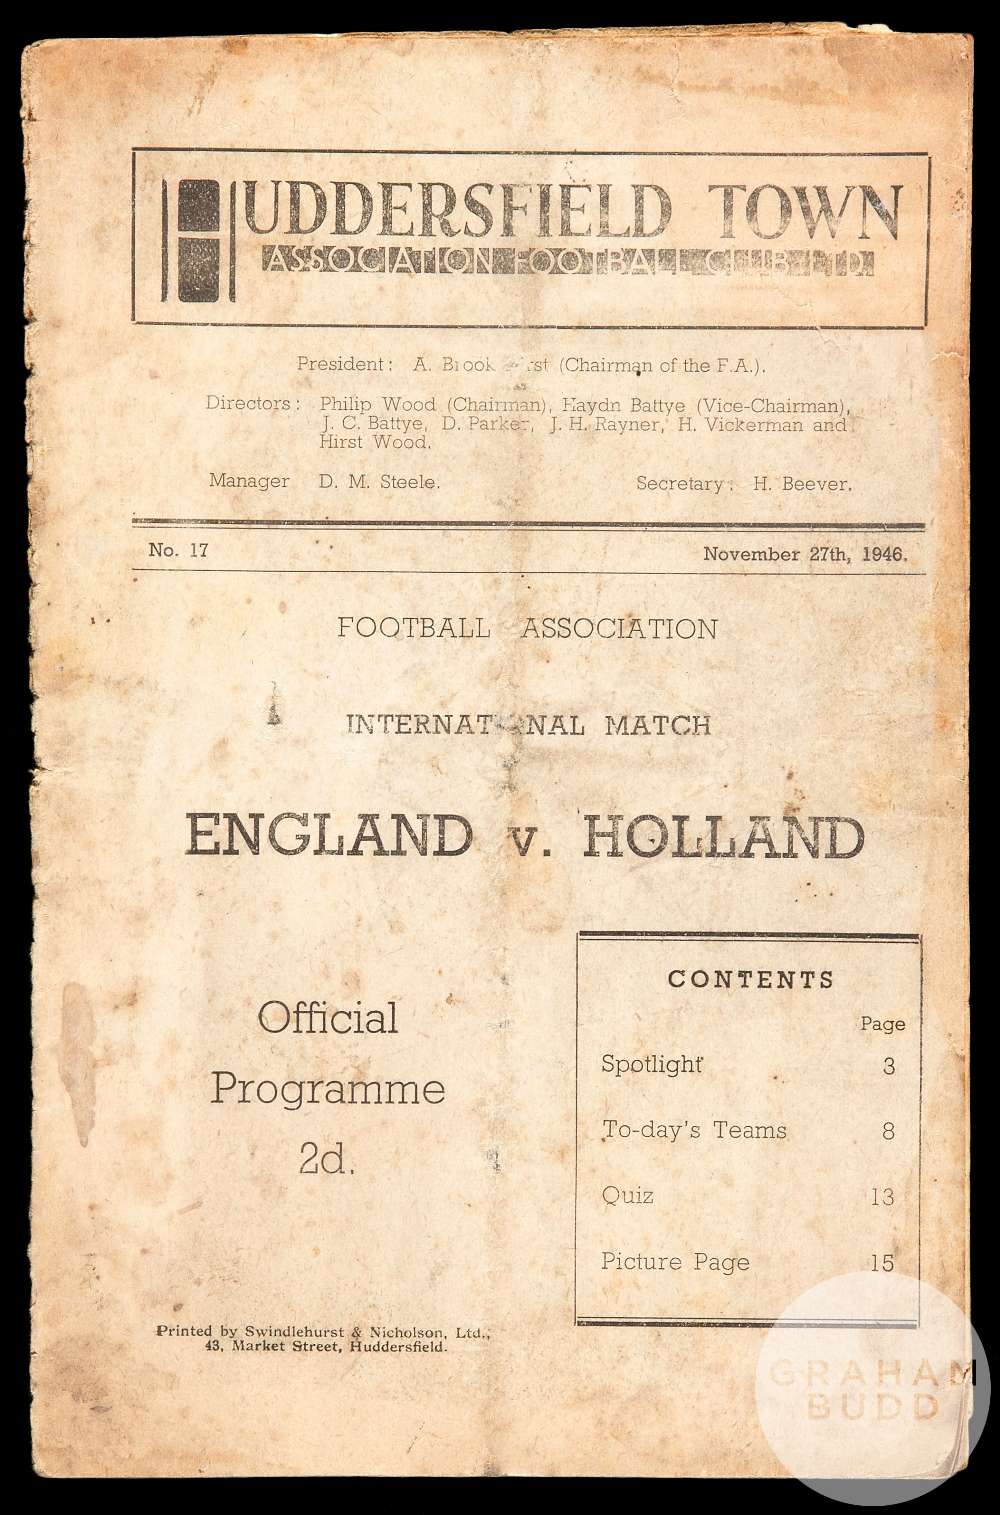 HUDDERSFIELD TOWN
ASSOCIATION FOOTBALL CLUB LTD.
President: A. Brook Hirst (Chairman of the F.A.).
Directors: Philip Wood (Chairman), Haydn Battye (Vice-Chairman),
J. C. Battye, D. Parker, J. H. Rayner, H. Vickerman and
Hirst Wood.
Manager D. M. Steele. Secretary: H. Beever.
No. 17 November 27th, 1946.
FOOTBALL ASSOCIATION
INTERNATIONAL MATCH
ENGLAND v. HOLLAND
Official
Programme
2d.
CONTENTS
Page
Spotlight 3
To-day's Teams 8
Quiz 13
Picture Page 15
Printed by Swindlehurst & Nicholson, Ltd.,
43, Market Street, Huddersfield.
GRAHAM
BUDD